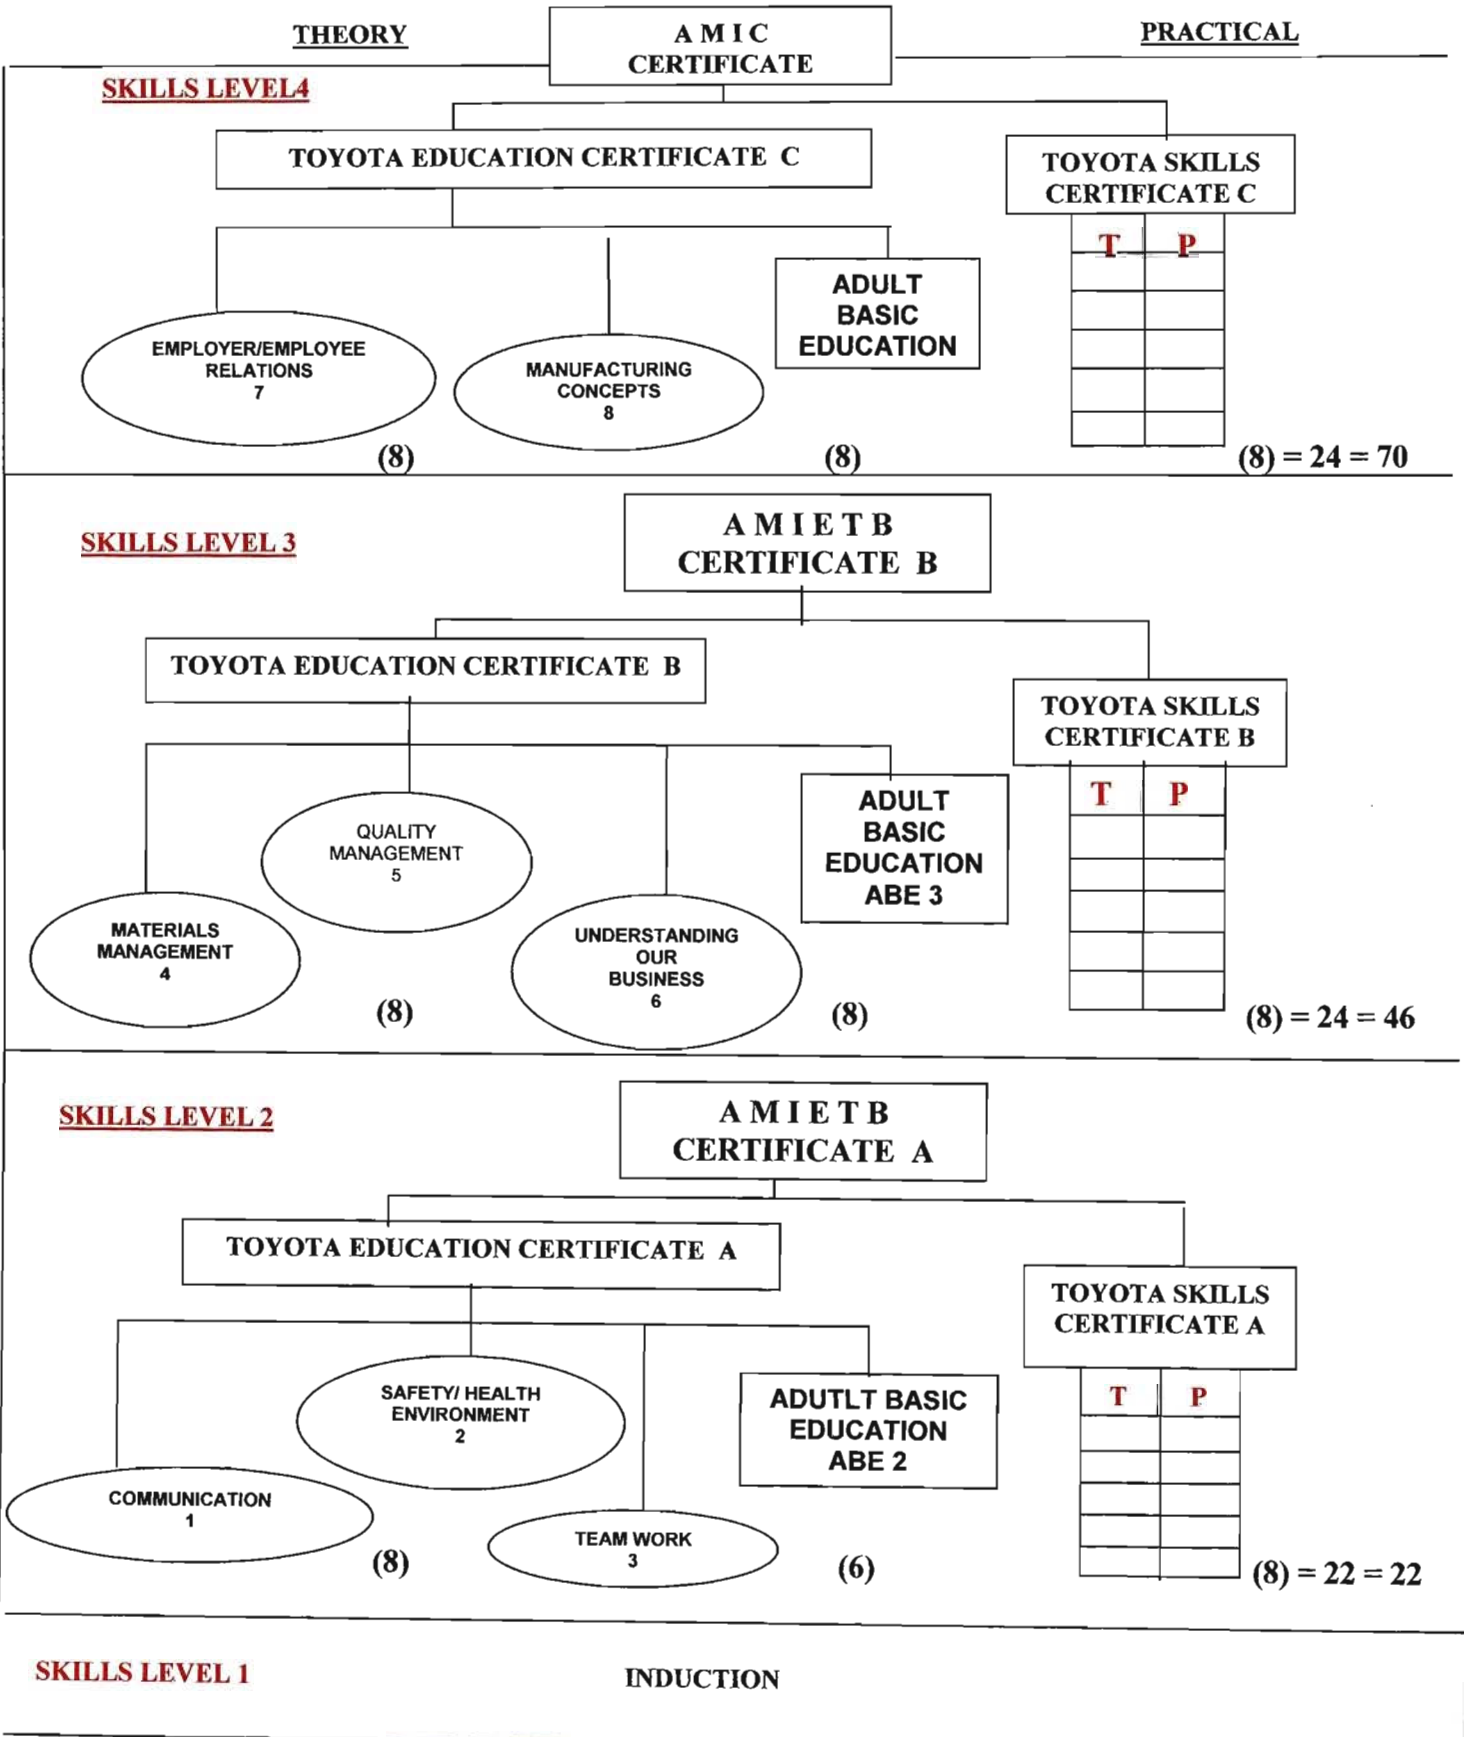 THEORY
A M I C
CERTIFICATE
PRACTICAL
SKILLS LEVEL4
TOYOTA EDUCATION CERTIFICATE C
TOYOTA SKILLS
CERTIFICATE C
T P
ADULT
BASIC
EDUCATION
EMPLOYER/EMPLOYEE
RELATIONS
7
MANUFACTURING
CONCEPTS
8
(8)
(8)
(8) = 24 = 70
SKILLS LEVEL 3
A M I E T B
CERTIFICATE B
TOYOTA EDUCATION CERTIFICATE B
TOYOTA SKILLS
CERTIFICATE B
T P
ADULT
BASIC
EDUCATION
ABE 3
QUALITY
MANAGEMENT
5
MATERIALS
MANAGEMENT
4
UNDERSTANDING
OUR
BUSINESS
6
(8)
(8)
(8) = 24 = 46
SKILLS LEVEL 2
A M I E T B
CERTIFICATE A
TOYOTA EDUCATION CERTIFICATE A
TOYOTA SKILLS
CERTIFICATE A
T P
SAFETY/ HEALTH
ENVIRONMENT
2
ADUTLT BASIC
EDUCATION
ABE 2
COMMUNICATION
1
TEAM WORK
3
(8)
(6)
(8) = 22 = 22
SKILLS LEVEL 1
INDUCTION